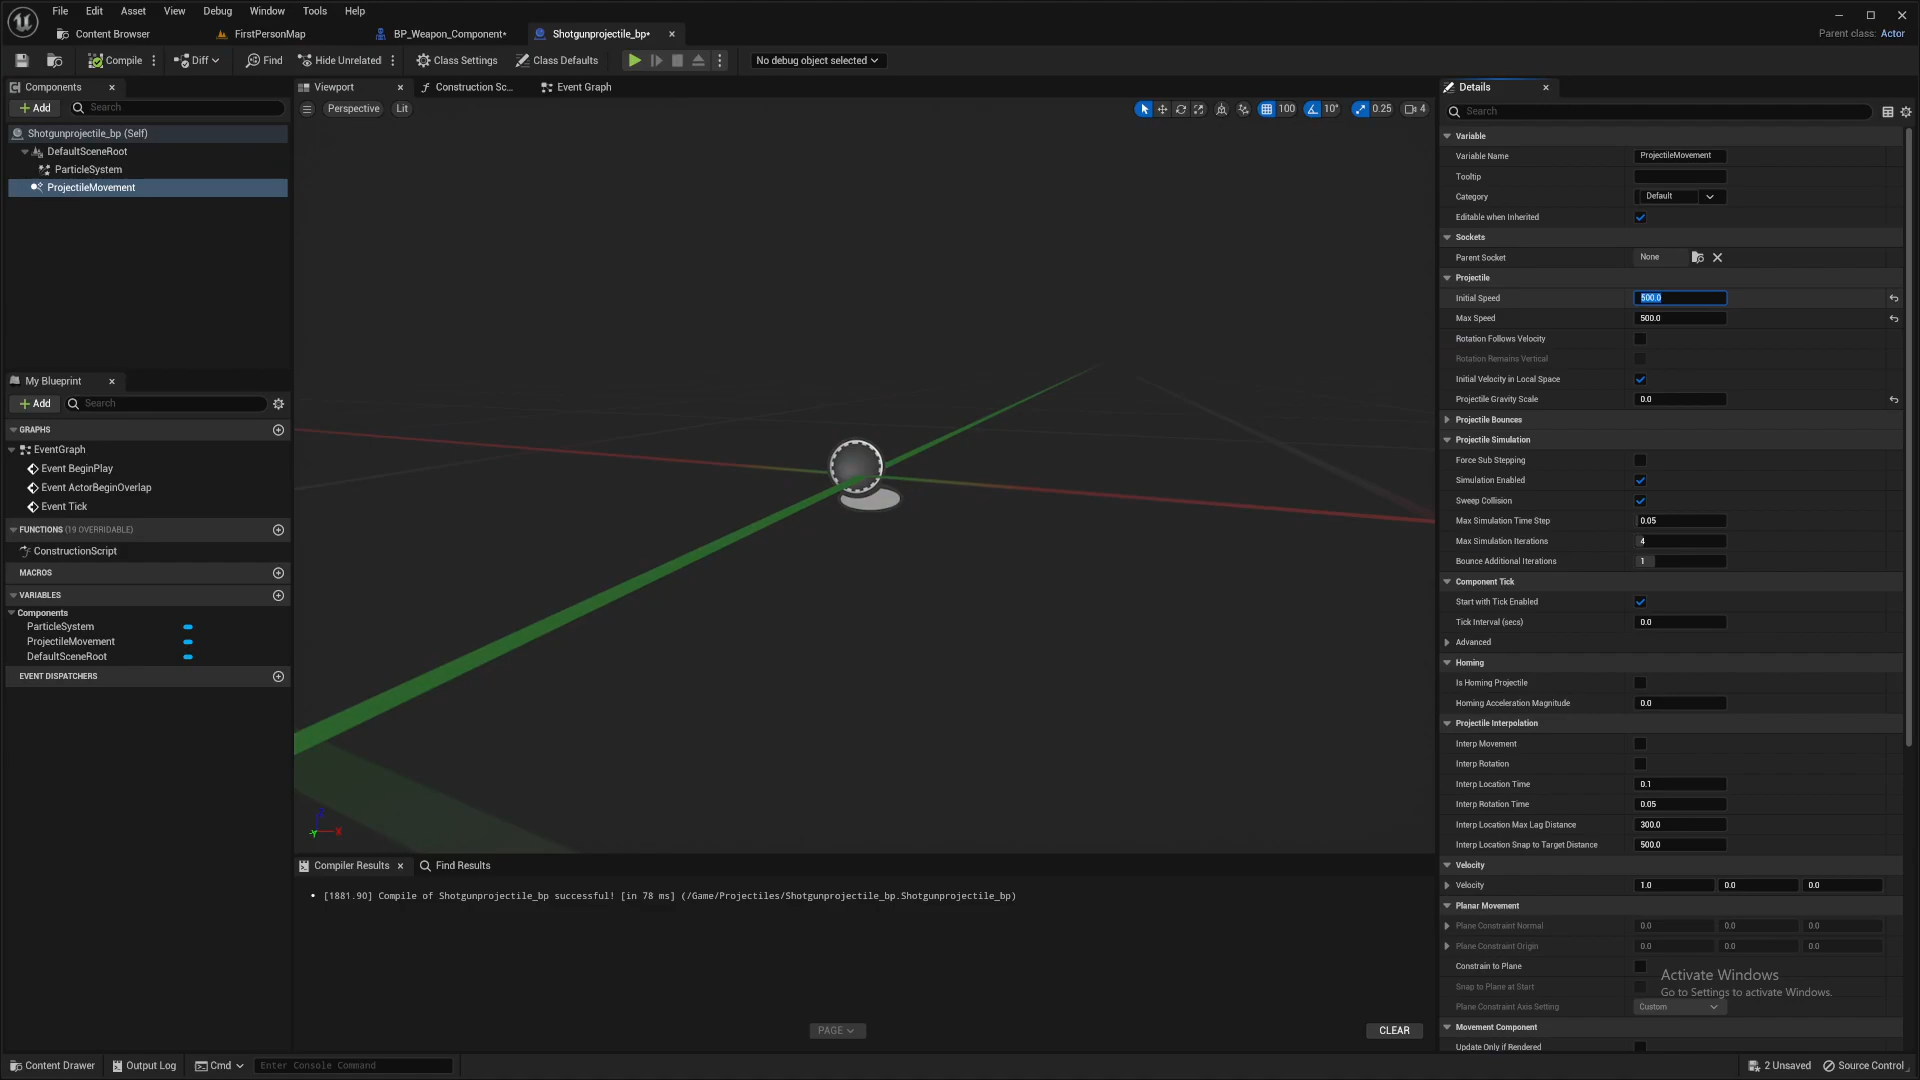 File Edit Asset View Debug Window Tools Help
Content Browser FirstPersonMap BP_Weapon_Component* Shotgunprojectile_bp*
Parent class: Actor
Compile Diff Find Hide Unrelated Class Settings Class Defaults No debug object selected
Components
Add Search
Shotgunprojectile_bp (Self)
DefaultSceneRoot
ParticleSystem
ProjectileMovement
My Blueprint
Add Search
GRAPHS
EventGraph
Event BeginPlay
Event ActorBeginOverlap
Event Tick
FUNCTIONS (19 OVERRIDABLE)
ConstructionScript
MACROS
VARIABLES
Components
ParticleSystem
ProjectileMovement
DefaultSceneRoot
EVENT DISPATCHERS
Viewport Construction Sc... Event Graph
Perspective Lit 100 10° 0.25 4
Z
Y X
Compiler Results Find Results
[1881.90] Compile of Shotgunprojectile_bp successful! [in 78 ms] (/Game/Projectiles/Shotgunprojectile_bp.Shotgunprojectile_bp)
PAGE CLEAR
Details
Search
Variable
Variable Name ProjectileMovement
Tooltip
Category Default
Editable when Inherited
Sockets
Parent Socket None
Projectile
Initial Speed 500.0
Max Speed 500.0
Rotation Follows Velocity
Rotation Remains Vertical
Initial Velocity in Local Space
Projectile Gravity Scale 0.0
Projectile Bounces
Projectile Simulation
Force Sub Stepping
Simulation Enabled
Sweep Collision
Max Simulation Time Step 0.05
Max Simulation Iterations 4
Bounce Additional Iterations 1
Component Tick
Start with Tick Enabled
Tick Interval (secs) 0.0
Advanced
Homing
Is Homing Projectile
Homing Acceleration Magnitude 0.0
Projectile Interpolation
Interp Movement
Interp Rotation
Interp Location Time 0.1
Interp Rotation Time 0.05
Interp Location Max Lag Distance 300.0
Interp Location Snap to Target Distance 500.0
Velocity
Velocity 1.0 0.0 0.0
Planar Movement
Plane Constraint Normal 0.0 0.0 0.0
Plane Constraint Origin 0.0 0.0 0.0
Constrain to Plane
Snap to Plane at Start
Plane Constraint Axis Setting Custom
Movement Component
Update Only if Rendered
Activate Windows
Go to Settings to activate Windows.
Content Drawer Output Log Cmd Enter Console Command 2 Unsaved Source Control